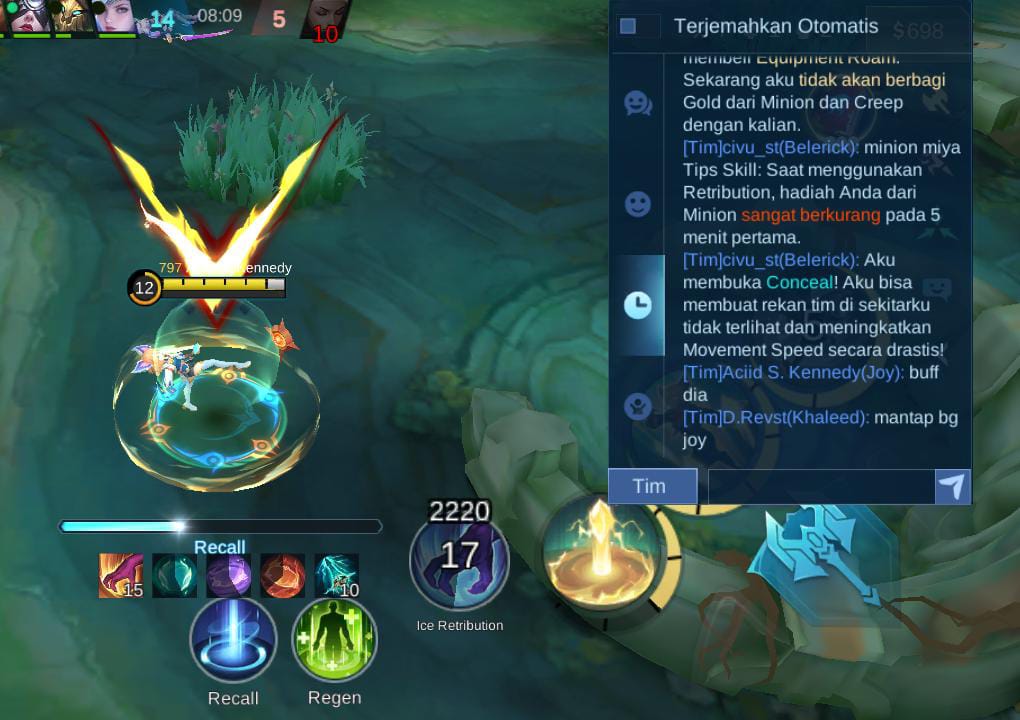 14
08:09
5
10
Terjemahkan Otomatis
$698
membeli Equipment Roam.
Sekarang aku tidak akan berbagi
Gold dari Minion dan Creep
dengan kalian.
[Tim]civu_st(Belerick): minion miya
Tips Skill: Saat menggunakan
Retribution, hadiah Anda dari
Minion sangat berkurang pada 5
menit pertama.
[Tim]civu_st(Belerick): Aku
membuka Conceal! Aku bisa
membuat rekan tim di sekitarku
tidak terlihat dan meningkatkan
Movement Speed secara drastis!
[Tim]Aciid S. Kennedy(Joy): buff
dia
[Tim]D.Revst(Khaleed): mantap bg
joy
Tim
797
ennedy
12
Recall
15
10
2220
17
Ice Retribution
Recall
Regen